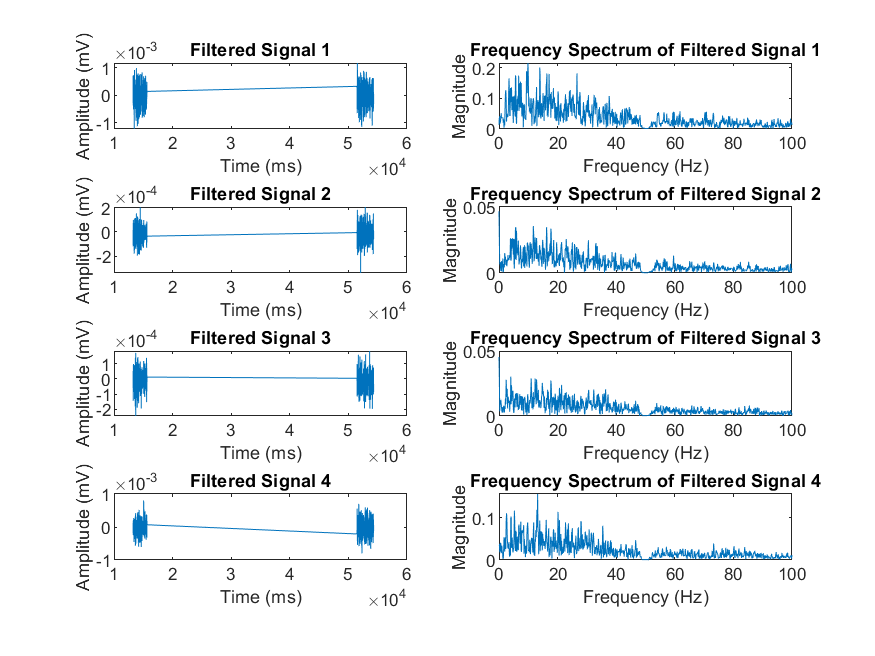 Filtered Signal 1
×10⁻³
Amplitude (mV)
1
0
-1
1 2 3 4 5 6
Time (ms)
×10⁴
Frequency Spectrum of Filtered Signal 1
Magnitude
0.2
0.1
0
0 20 40 60 80 100
Frequency (Hz)
Filtered Signal 2
×10⁻⁴
Amplitude (mV)
2
0
-2
1 2 3 4 5 6
Time (ms)
×10⁴
Frequency Spectrum of Filtered Signal 2
Magnitude
0.05
0
0 20 40 60 80 100
Frequency (Hz)
Filtered Signal 3
×10⁻⁴
Amplitude (mV)
1
0
-1
-2
1 2 3 4 5 6
Time (ms)
×10⁴
Frequency Spectrum of Filtered Signal 3
Magnitude
0.05
0
0 20 40 60 80 100
Frequency (Hz)
Filtered Signal 4
×10⁻³
Amplitude (mV)
1
0
-1
1 2 3 4 5 6
Time (ms)
×10⁴
Frequency Spectrum of Filtered Signal 4
Magnitude
0.1
0
0 20 40 60 80 100
Frequency (Hz)